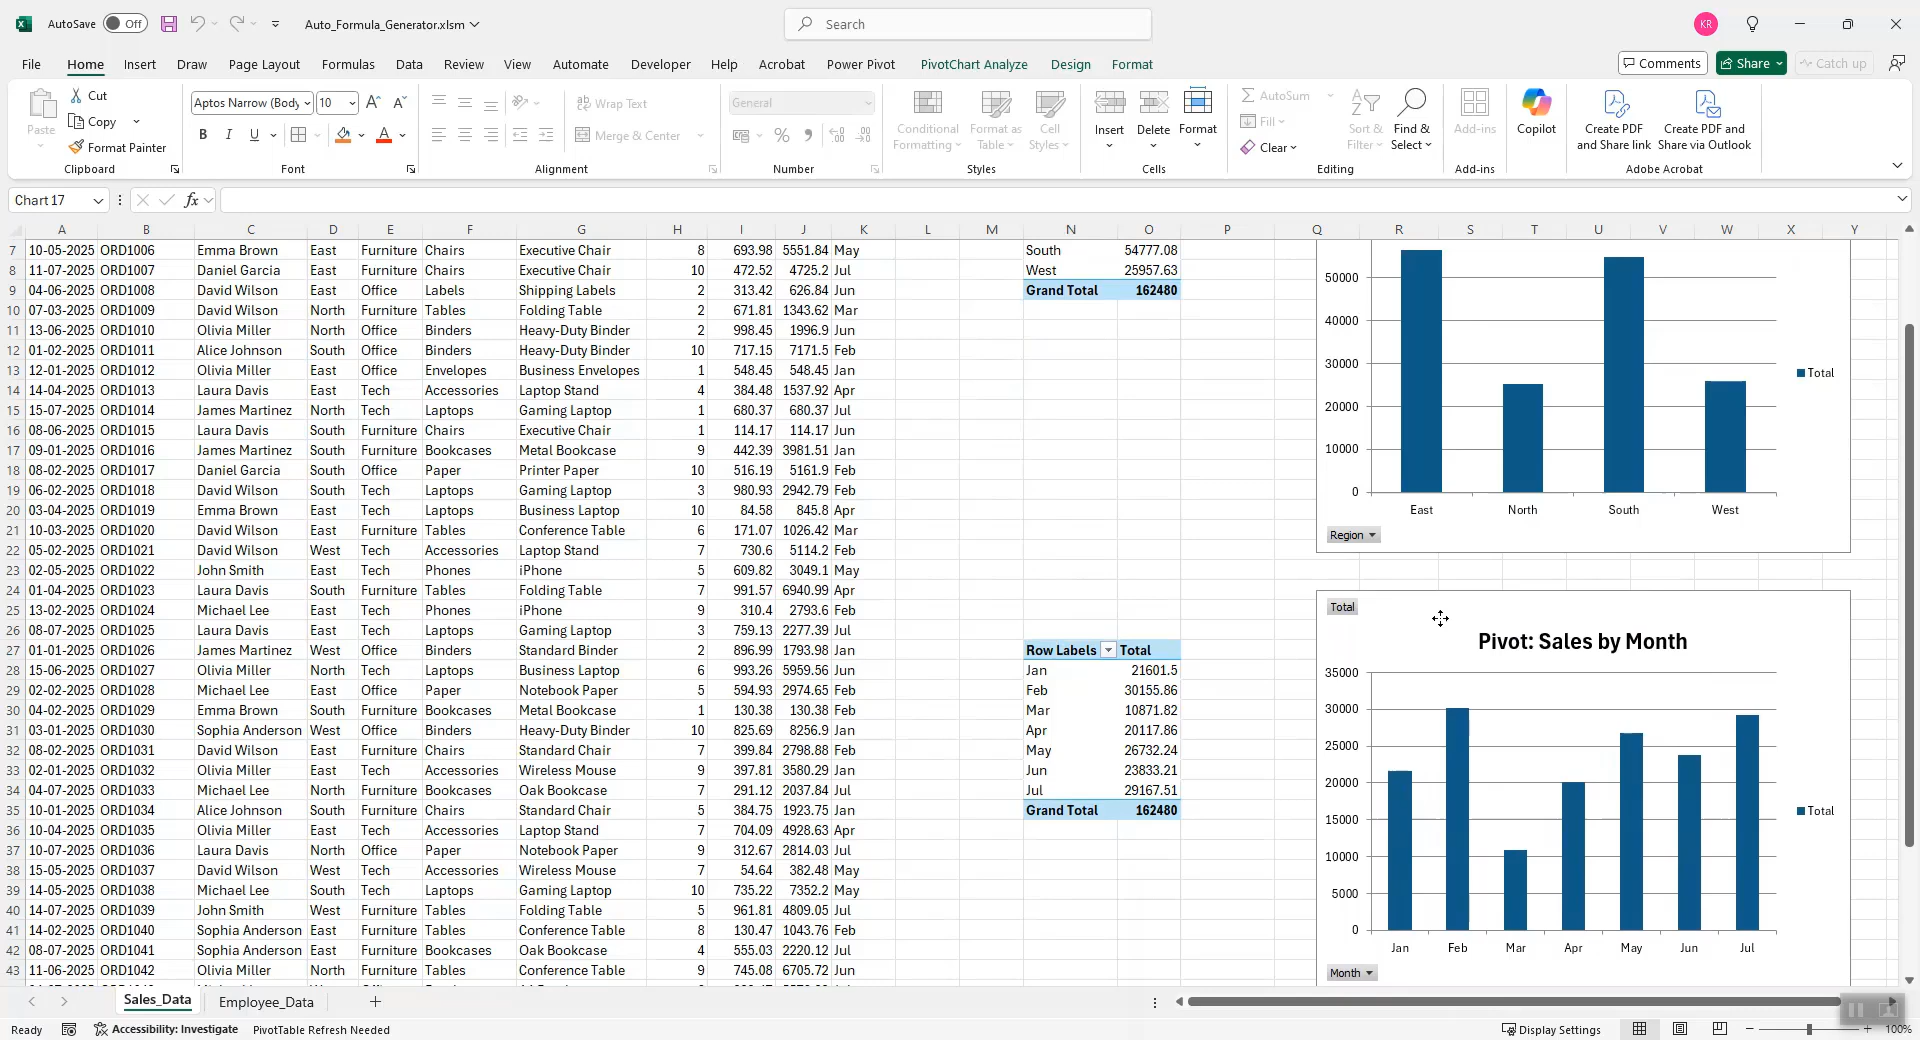 AutoSave Off Auto_Formula_Generator.xlsm Search KR
File Home Insert Draw Page Layout Formulas Data Review View Automate Developer Help Acrobat Power Pivot PivotChart Analyze Design Format Comments Share Catch up
Paste Cut Copy Format Painter Clipboard
Aptos Narrow (Body 10 A A B I U A Font
Wrap Text Merge & Center Alignment
General % Number
Conditional Formatting Format as Table Cell Styles Styles
Insert Delete Format Cells
AutoSum Fill Clear Sort & Filter Find & Select Editing
Add-ins Add-ins
Copilot
Create PDF and Share link Create PDF and Share via Outlook Adobe Acrobat
Chart 17 fx
A B C D E F G H I J K L M N O P Q R S T U V W X Y
7 10-05-2025 ORD1006 Emma Brown East Furniture Chairs Executive Chair 8 693.98 5551.84 May South 54777.08
8 11-07-2025 ORD1007 Daniel Garcia East Furniture Chairs Executive Chair 10 472.52 4725.2 Jul West 25957.63
9 04-06-2025 ORD1008 David Wilson East Office Labels Shipping Labels 2 313.42 626.84 Jun Grand Total 162480
10 07-03-2025 ORD1009 David Wilson North Furniture Tables Folding Table 2 671.81 1343.62 Mar
11 13-06-2025 ORD1010 Olivia Miller North Office Binders Heavy-Duty Binder 2 998.45 1996.9 Jun
12 01-02-2025 ORD1011 Alice Johnson South Office Binders Heavy-Duty Binder 10 717.15 7171.5 Feb
13 12-01-2025 ORD1012 Olivia Miller East Office Envelopes Business Envelopes 1 548.45 548.45 Jan
14 14-04-2025 ORD1013 Laura Davis East Tech Accessories Laptop Stand 4 384.48 1537.92 Apr
15 15-07-2025 ORD1014 James Martinez North Tech Laptops Gaming Laptop 1 680.37 680.37 Jul
16 08-06-2025 ORD1015 Laura Davis South Furniture Chairs Executive Chair 1 114.17 114.17 Jun
17 09-01-2025 ORD1016 James Martinez South Furniture Bookcases Metal Bookcase 9 442.39 3981.51 Jan
18 08-02-2025 ORD1017 Daniel Garcia South Office Paper Printer Paper 10 516.19 5161.9 Feb
19 06-02-2025 ORD1018 David Wilson South Tech Laptops Gaming Laptop 3 980.93 2942.79 Feb
20 03-04-2025 ORD1019 Emma Brown East Tech Laptops Business Laptop 10 84.58 845.8 Apr
21 10-03-2025 ORD1020 David Wilson East Furniture Tables Conference Table 6 171.07 1026.42 Mar
22 05-02-2025 ORD1021 David Wilson West Tech Accessories Laptop Stand 7 730.6 5114.2 Feb
23 02-05-2025 ORD1022 John Smith East Tech Phones iPhone 5 609.82 3049.1 May
24 01-04-2025 ORD1023 Laura Davis South Furniture Tables Folding Table 7 991.57 6940.99 Apr
25 13-02-2025 ORD1024 Michael Lee East Tech Phones iPhone 9 310.4 2793.6 Feb
26 08-07-2025 ORD1025 Laura Davis East Tech Laptops Gaming Laptop 3 759.13 2277.39 Jul
27 01-01-2025 ORD1026 James Martinez West Office Binders Standard Binder 2 896.99 1793.98 Jan Row Labels Total
28 15-06-2025 ORD1027 Olivia Miller North Tech Laptops Business Laptop 6 993.26 5959.56 Jun Jan 21601.5
29 02-02-2025 ORD1028 Michael Lee East Office Paper Notebook Paper 5 594.93 2974.65 Feb Feb 30155.86
30 04-02-2025 ORD1029 Emma Brown South Furniture Bookcases Metal Bookcase 1 130.38 130.38 Feb Mar 10871.82
31 03-01-2025 ORD1030 Sophia Anderson West Office Binders Heavy-Duty Binder 10 825.69 8256.9 Jan Apr 20117.86
32 08-02-2025 ORD1031 David Wilson East Furniture Chairs Standard Chair 7 399.84 2798.88 Feb May 26732.24
33 02-01-2025 ORD1032 Olivia Miller East Tech Accessories Wireless Mouse 9 397.81 3580.29 Jan Jun 23833.21
34 04-07-2025 ORD1033 Michael Lee North Furniture Bookcases Oak Bookcase 7 291.12 2037.84 Jul Jul 29167.51
35 10-01-2025 ORD1034 Alice Johnson South Furniture Chairs Standard Chair 5 384.75 1923.75 Jan Grand Total 162480
36 10-04-2025 ORD1035 Olivia Miller East Tech Accessories Laptop Stand 7 704.09 4928.63 Apr
37 10-07-2025 ORD1036 Laura Davis North Office Paper Notebook Paper 9 312.67 2814.03 Jul
38 15-05-2025 ORD1037 David Wilson West Tech Accessories Wireless Mouse 7 54.64 382.48 May
39 14-05-2025 ORD1038 Michael Lee South Tech Laptops Gaming Laptop 10 735.22 7352.2 May
40 14-07-2025 ORD1039 John Smith West Furniture Tables Folding Table 5 961.81 4809.05 Jul
41 14-02-2025 ORD1040 Sophia Anderson East Furniture Tables Conference Table 8 130.47 1043.76 Feb
42 08-07-2025 ORD1041 Sophia Anderson East Furniture Bookcases Oak Bookcase 4 555.03 2220.12 Jul
43 11-06-2025 ORD1042 Olivia Miller North Furniture Tables Conference Table 9 745.08 6705.72 Jun
50000
40000
30000
20000
10000
0
East North South West
Total
Region
Total
Pivot: Sales by Month
35000
30000
25000
20000
15000
10000
5000
0
Jan Feb Mar Apr May Jun Jul
Total
Month
Sales_Data Employee_Data
Ready Accessibility: Investigate PivotTable Refresh Needed Display Settings 100%